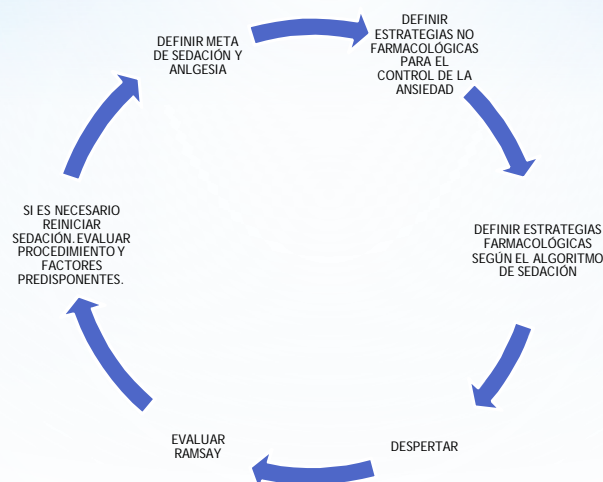 DEFINIR META
DE SEDACIÓN Y
ANLGESIA
DEFINIR
ESTRATEGIAS NO
FARMACOLÓGICAS
PARA EL
CONTROL DE LA
ANSIEDAD
DEFINIR ESTRATEGIAS
FARMACOLÓGICAS
SEGÚN EL ALGORITMO
DE SEDACIÓN
DESPERTAR
EVALUAR
RAMSAY
SI ES NECESARIO
REINICIAR
SEDACIÓN. EVALUAR
PROCEDIMIENTO Y
FACTORES
PREDISPONENTES.